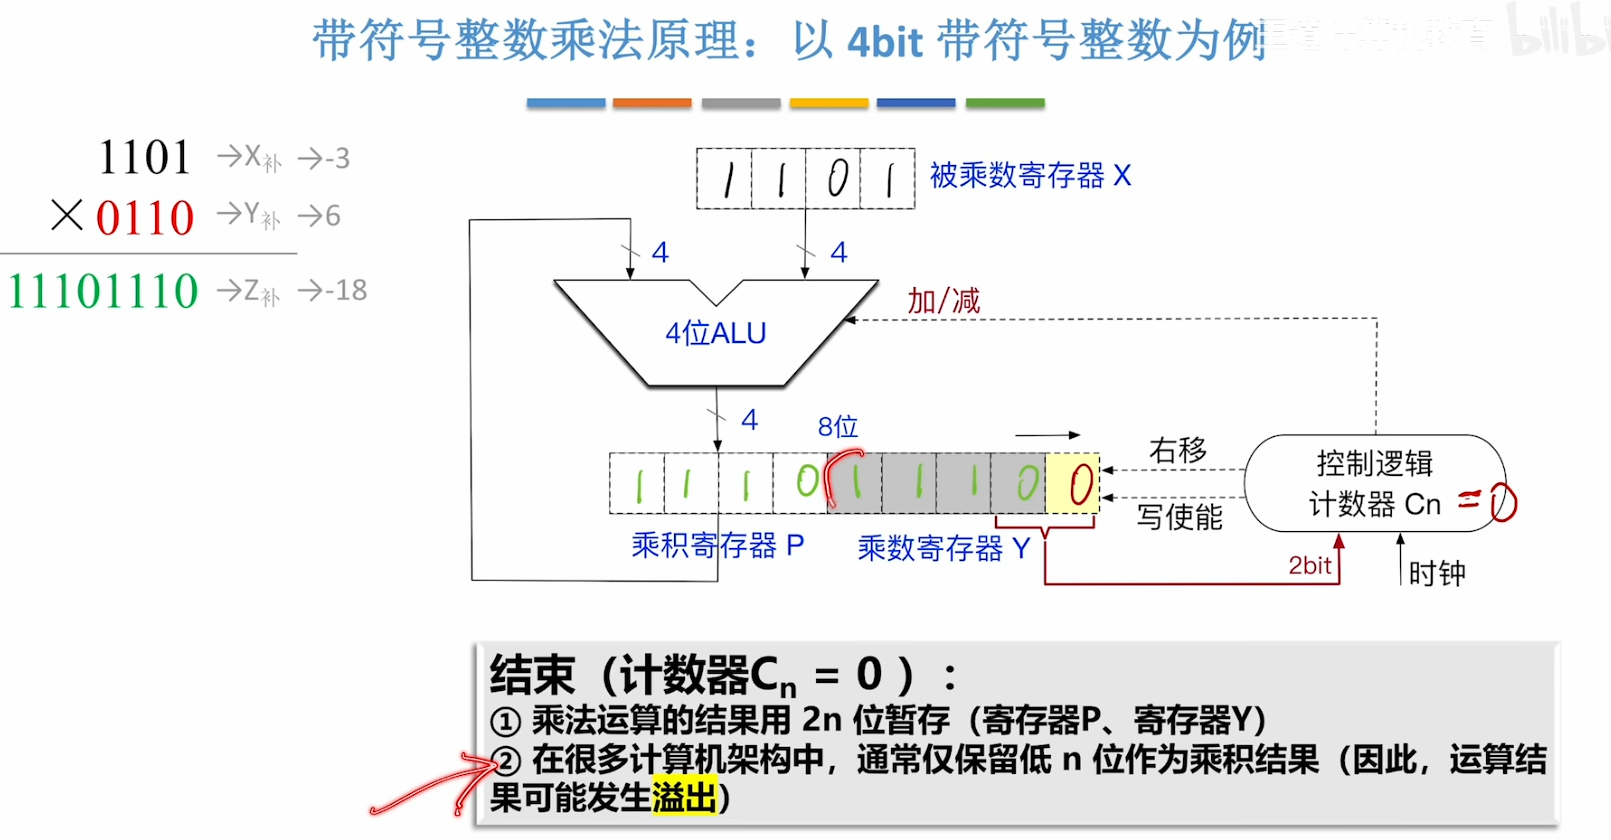 带符号整数乘法原理：以 4bit 带符号整数为例
bilibi
1101 →X补 →-3
×0110 →Y补 →6
11101110 →Z补 →-18
1 1 0 1 被乘数寄存器 X
4 4
加/减
4位ALU
4 8位
1 1 1 0 1 1 1 0 0
右移
写使能
控制逻辑
计数器 Cn =0
乘积寄存器 P 乘数寄存器 Y
2bit
时钟
结束（计数器Cn = 0 ）：
① 乘法运算的结果用 2n 位暂存（寄存器P、寄存器Y）
② 在很多计算机架构中，通常仅保留低 n 位作为乘积结果（因此，运算结
果可能发生溢出）